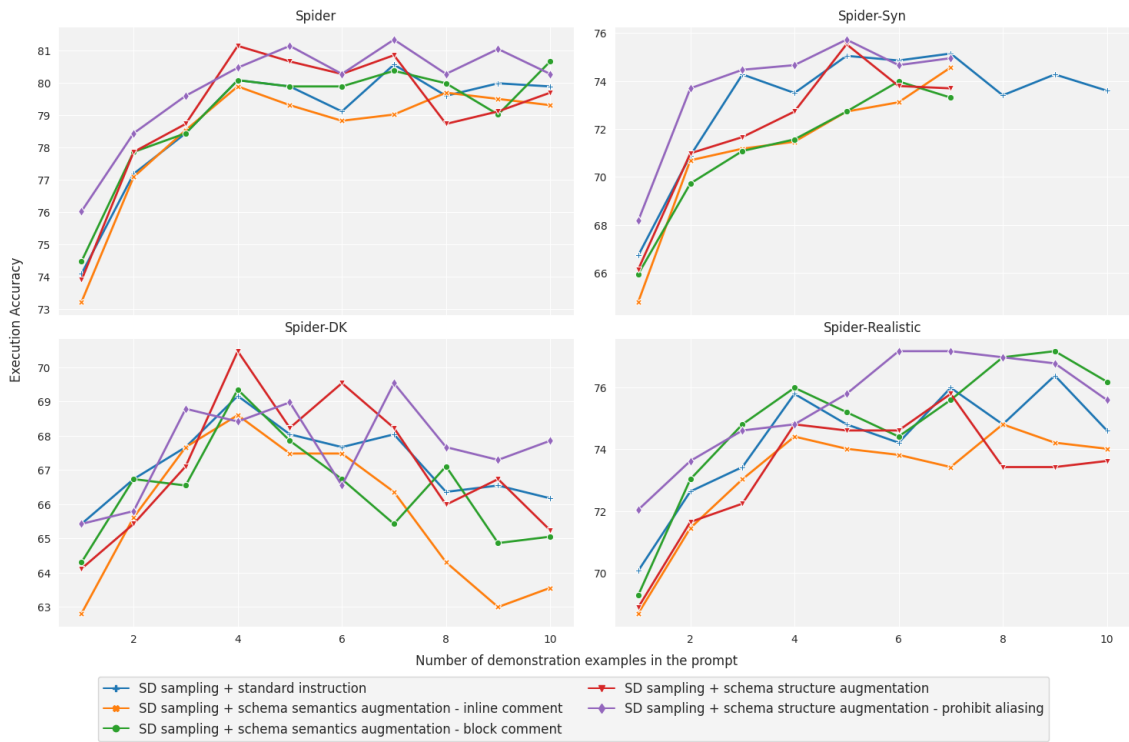 Spider
Spider-Syn
81
80
79
78
77
76
75
74
73
76
74
72
70
68
66
Execution Accuracy
Spider-DK
Spider-Realistic
70
69
68
67
66
65
64
63
76
74
72
70
2 4 6 8 10
2 4 6 8 10
Number of demonstration examples in the prompt
SD sampling + standard instruction
SD sampling + schema semantics augmentation - inline comment
SD sampling + schema semantics augmentation - block comment
SD sampling + schema structure augmentation
SD sampling + schema structure augmentation - prohibit aliasing